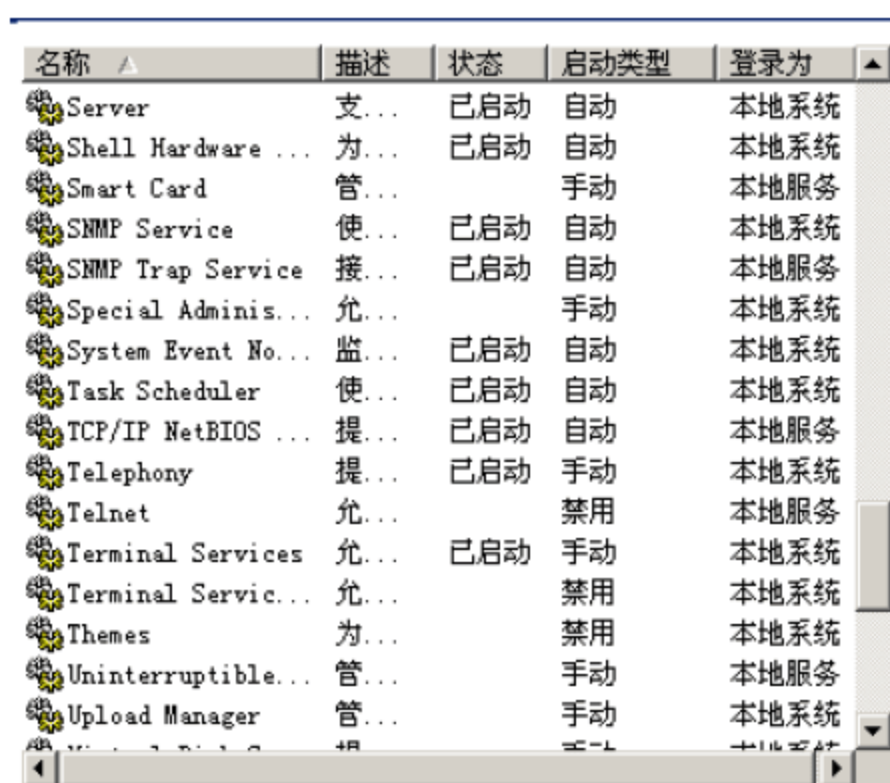 名称 描述 状态 启动类型 登录为
Server 支... 已启动 自动 本地系统
Shell Hardware ... 为... 已启动 自动 本地系统
Smart Card 管... 手动 本地服务
SNMP Service 使... 已启动 自动 本地系统
SNMP Trap Service 接... 已启动 自动 本地服务
Special Adminis... 允... 手动 本地系统
System Event No... 监... 已启动 自动 本地系统
Task Scheduler 使... 已启动 自动 本地系统
TCP/IP NetBIOS ... 提... 已启动 自动 本地服务
Telephony 提... 已启动 手动 本地系统
Telnet 允... 禁用 本地服务
Terminal Services 允... 已启动 手动 本地系统
Terminal Servic... 允... 禁用 本地系统
Themes 为... 禁用 本地系统
Uninterruptible... 管... 手动 本地服务
Upload Manager 管... 手动 本地系统